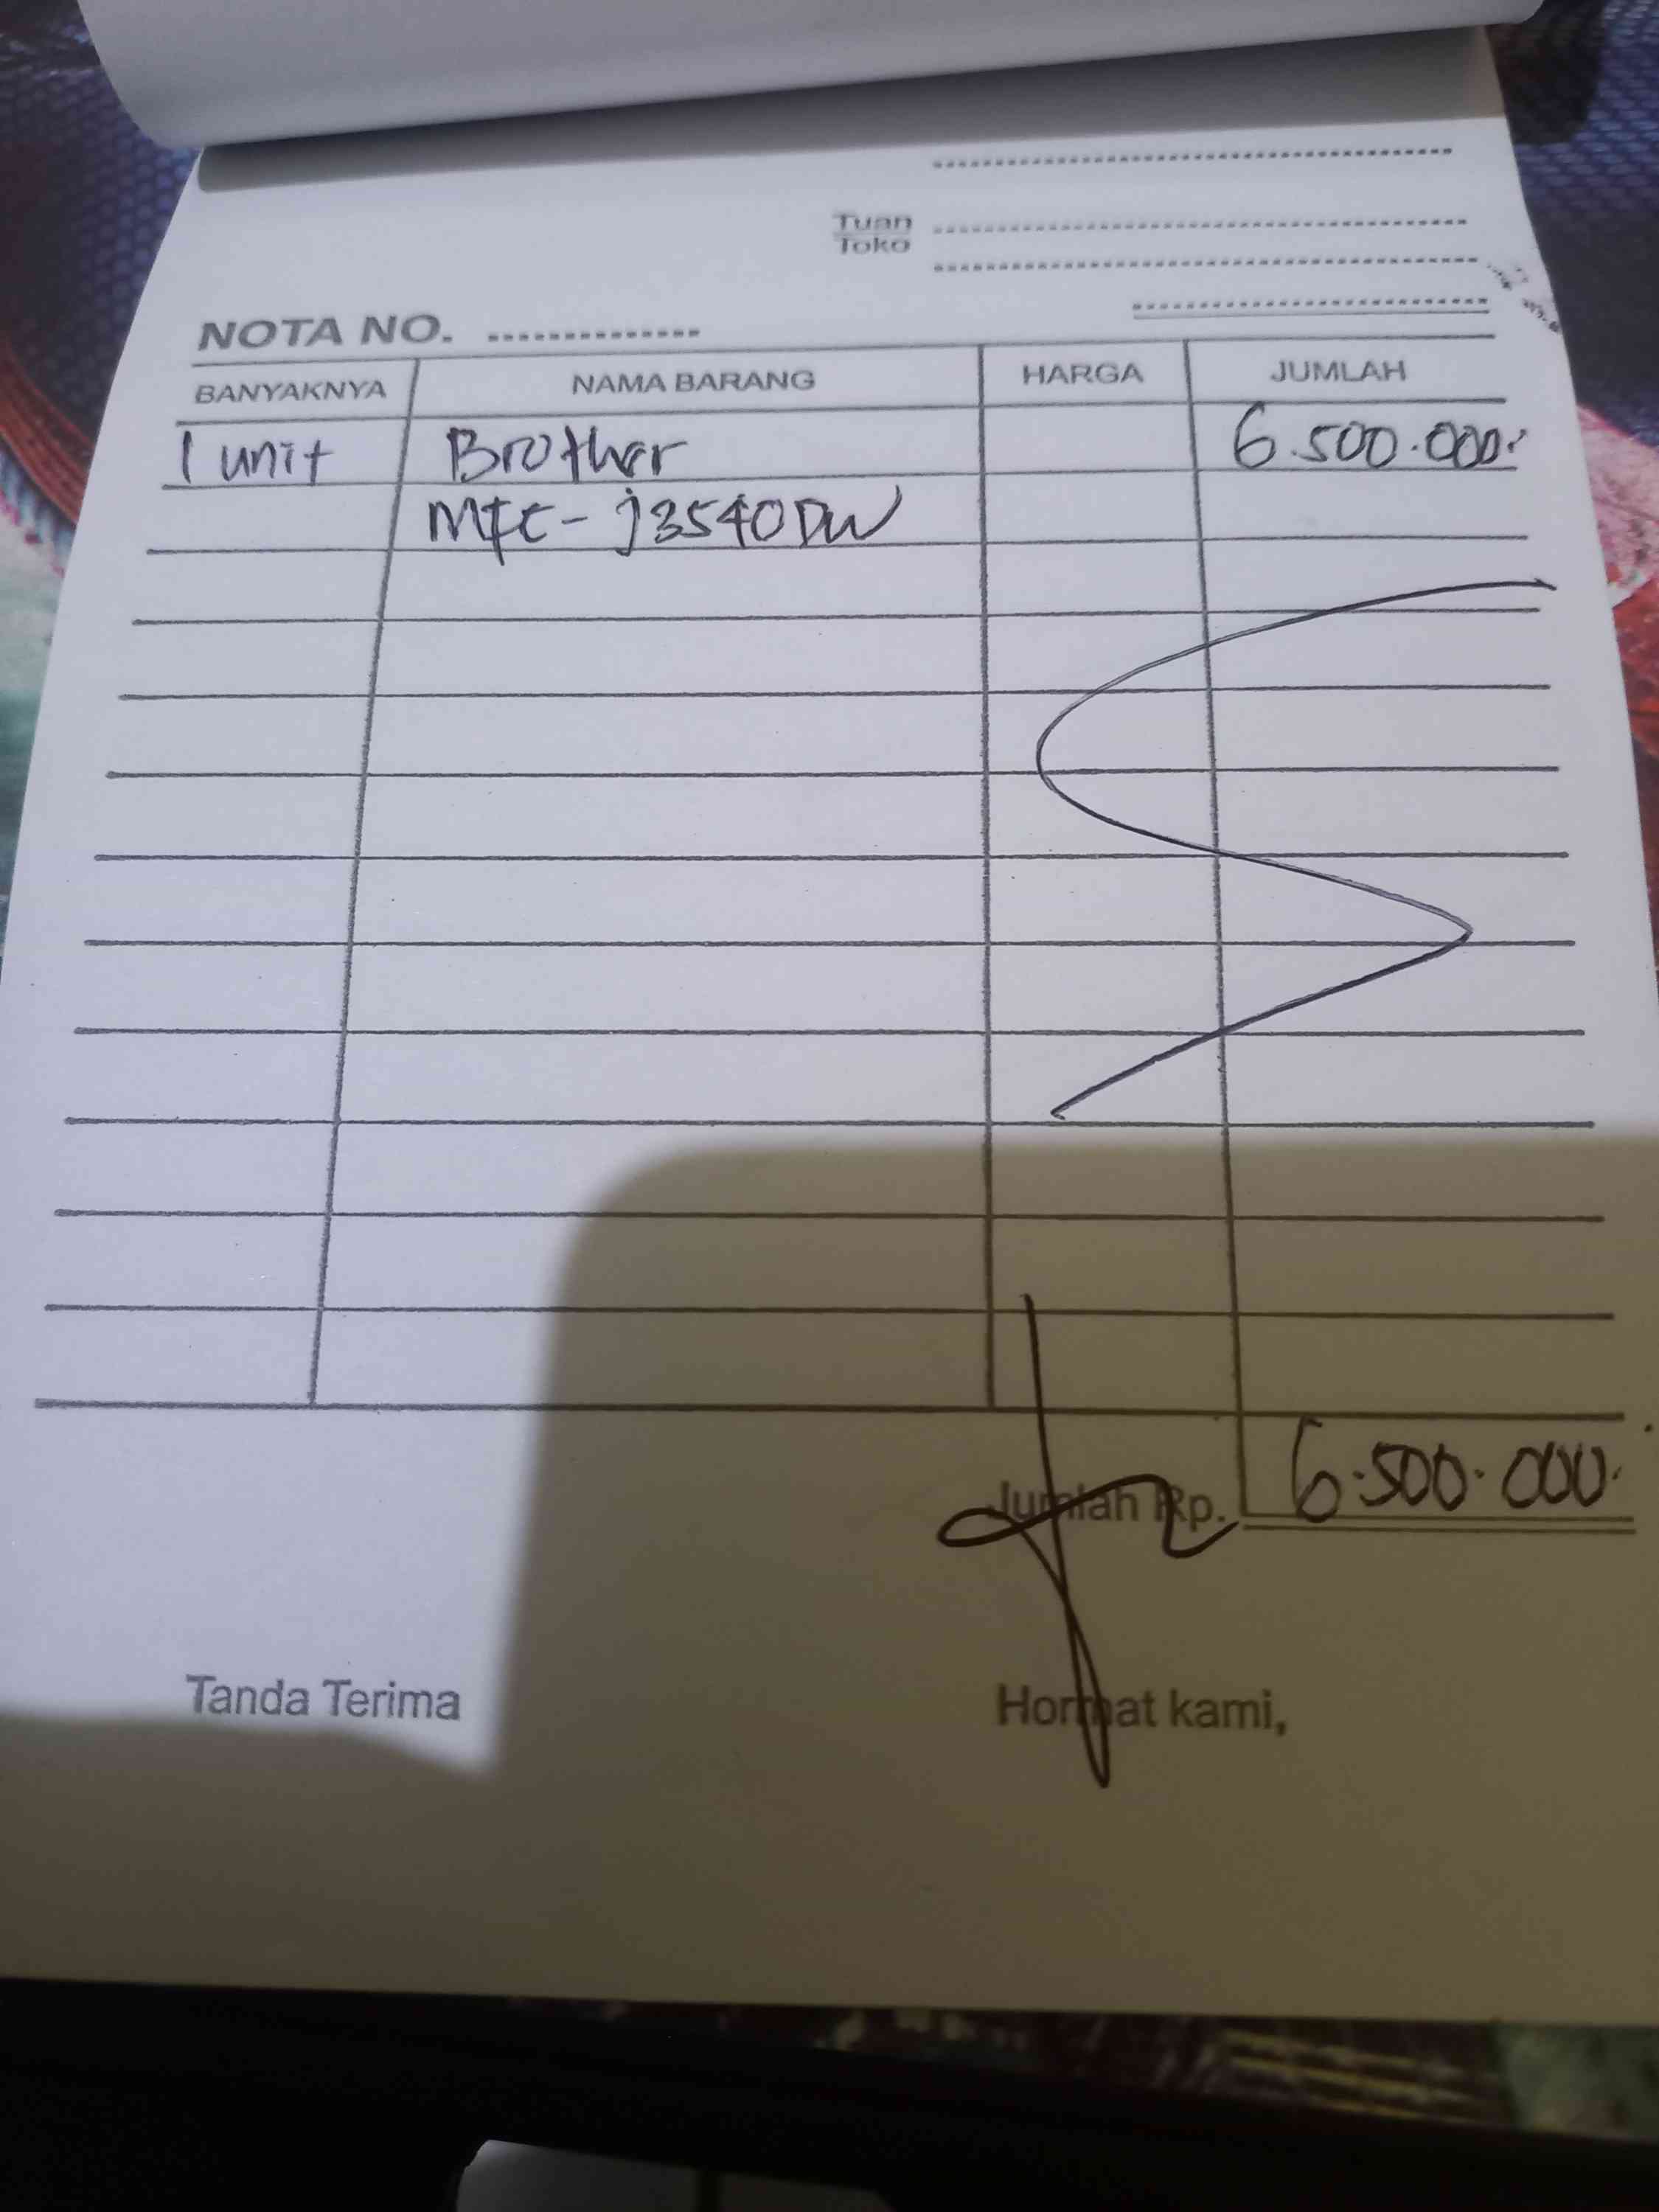 Tuan
Toko
NOTA NO. ...............
BANYAKNYA NAMA BARANG HARGA JUMLAH
1 unit Brother 6.500.000.
Mfc - j3540DW
Jumlah Rp. 6.500.000.
Tanda Terima Hormat kami,